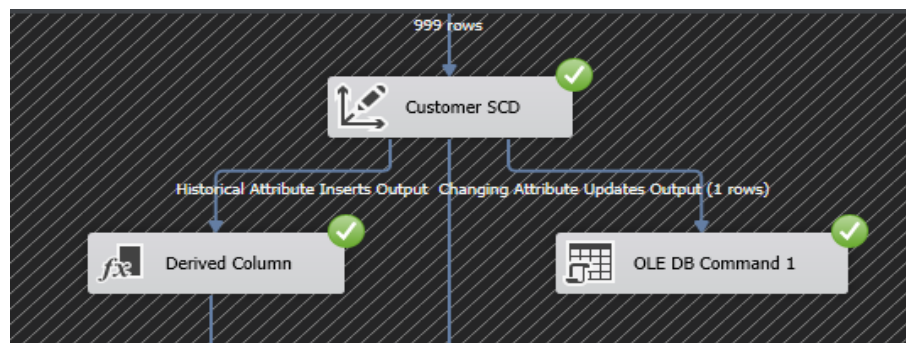 999 rows
Customer SCD
Historical Attribute Inserts Output Changing Attribute Updates Output (1 rows)
fx Derived Column
OLE DB Command 1